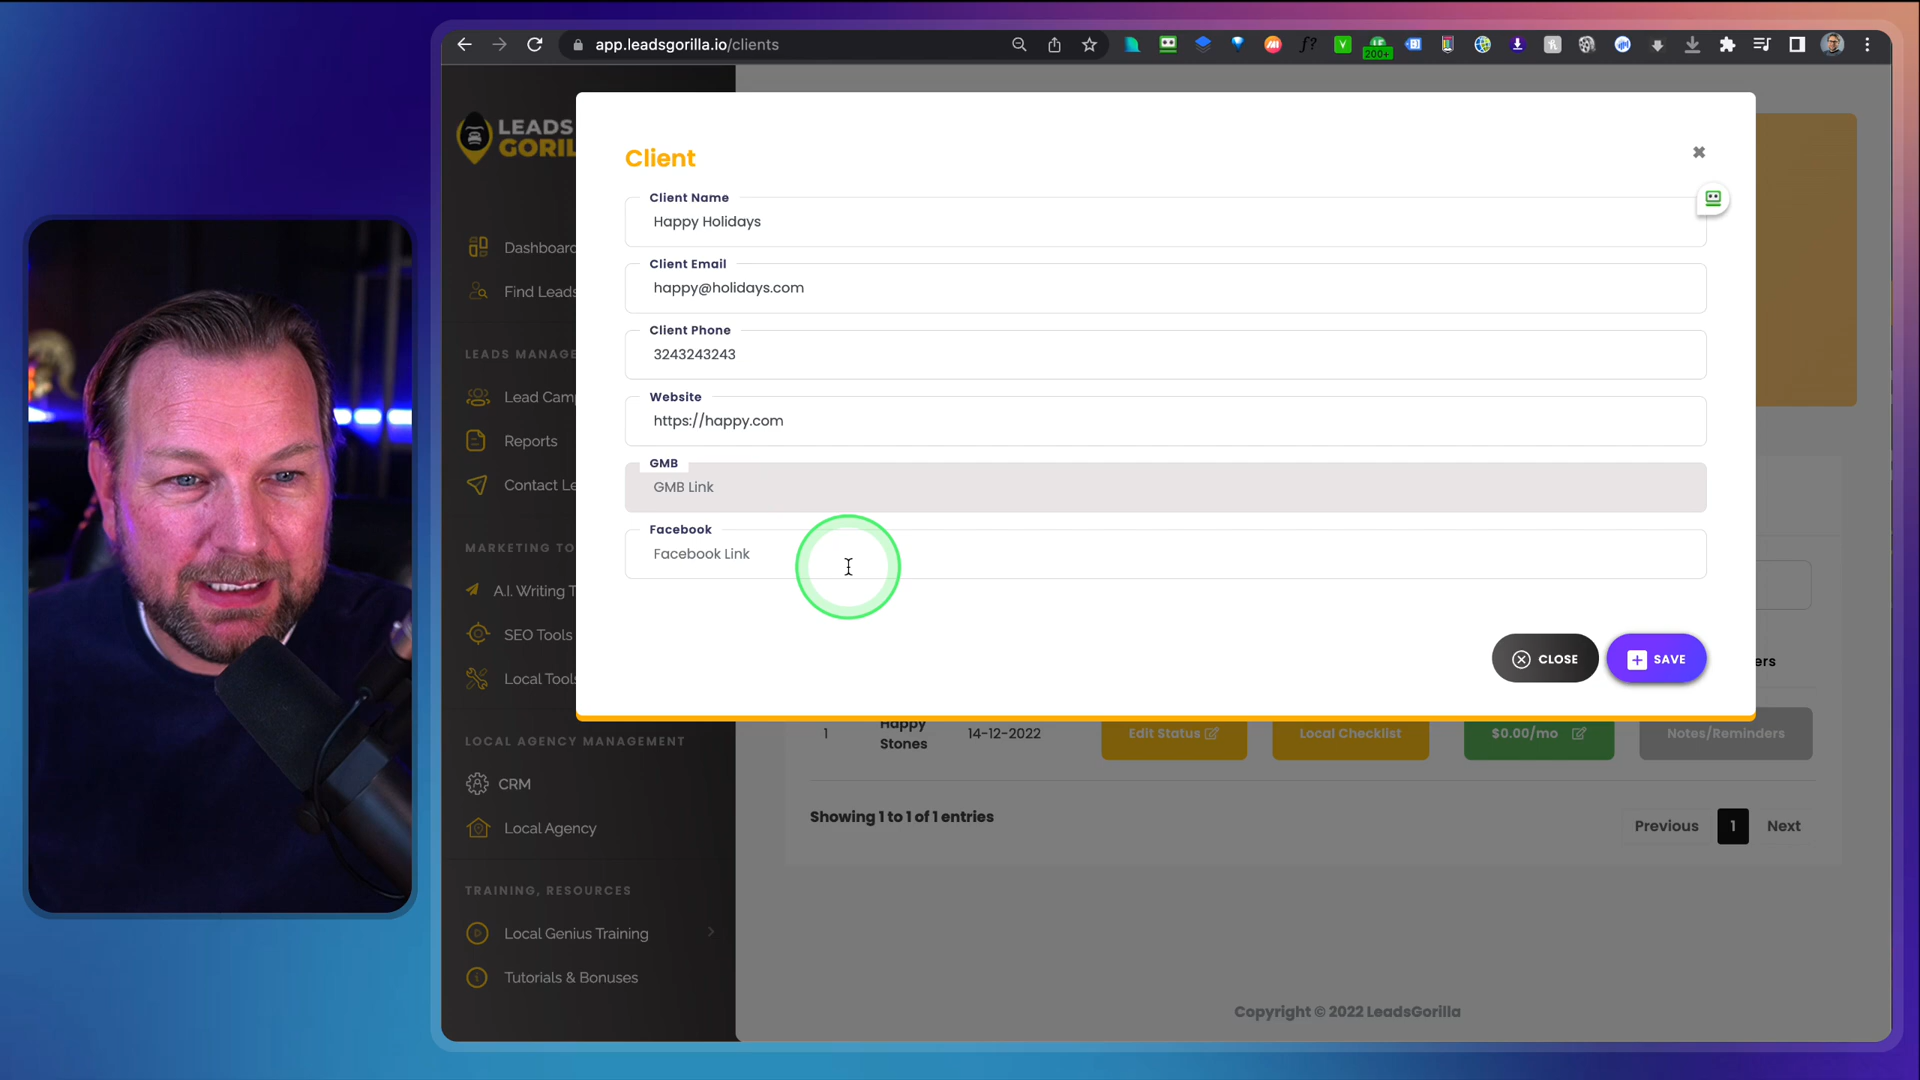 app.leadsgorilla.io/clients
200+
LEADS
GORIL
Dashboard
Find Leads
LEADS MANAGE
Lead Camp
Reports
Contact Le
MARKETING TO
A.I. Writing T
SEO Tools
Local Tools
LOCAL AGENCY MANAGEMENT
CRM
Local Agency
TRAINING, RESOURCES
Local Genius Training
Tutorials & Bonuses
Client
Client Name
Happy Holidays
Client Email
happy@holidays.com
Client Phone
3243243243
Website
https://happy.com
GMB
GMB Link
Facebook
Facebook Link
CLOSE
SAVE
ers
1
Happy
Stones
14-12-2022
Edit Status
Local Checklist
$0.00/mo
Notes/Reminders
Showing 1 to 1 of 1 entries
Previous
1
Next
Copyright © 2022 LeadsGorilla